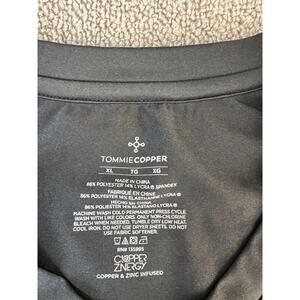 TOMMIECOPPER
XL TG XG
MADE IN CHINA
86% POLYESTER 14% LYCRA® SPANDEX
FABRIQUÉ EN CHINE
86% POLYESTER 14% ELASTHANNE LYCRA®
HECHO EN CHINA
86% POLIÉSTER 14% ELASTANO LYCRA®
MACHINE WASH COLD PERMANENT PRESS CYCLE.
WASH WITH LIKE COLORS. ONLY NON-CHLORINE
BLEACH WHEN NEEDED. TUMBLE DRY LOW HEAT.
COOL IRON. DO NOT USE DRYER SHEETS. DO NOT
USE FABRIC SOFTENER.
RN# 135995
COPPER
ZNERGY
COPPER & ZINC INFUSED